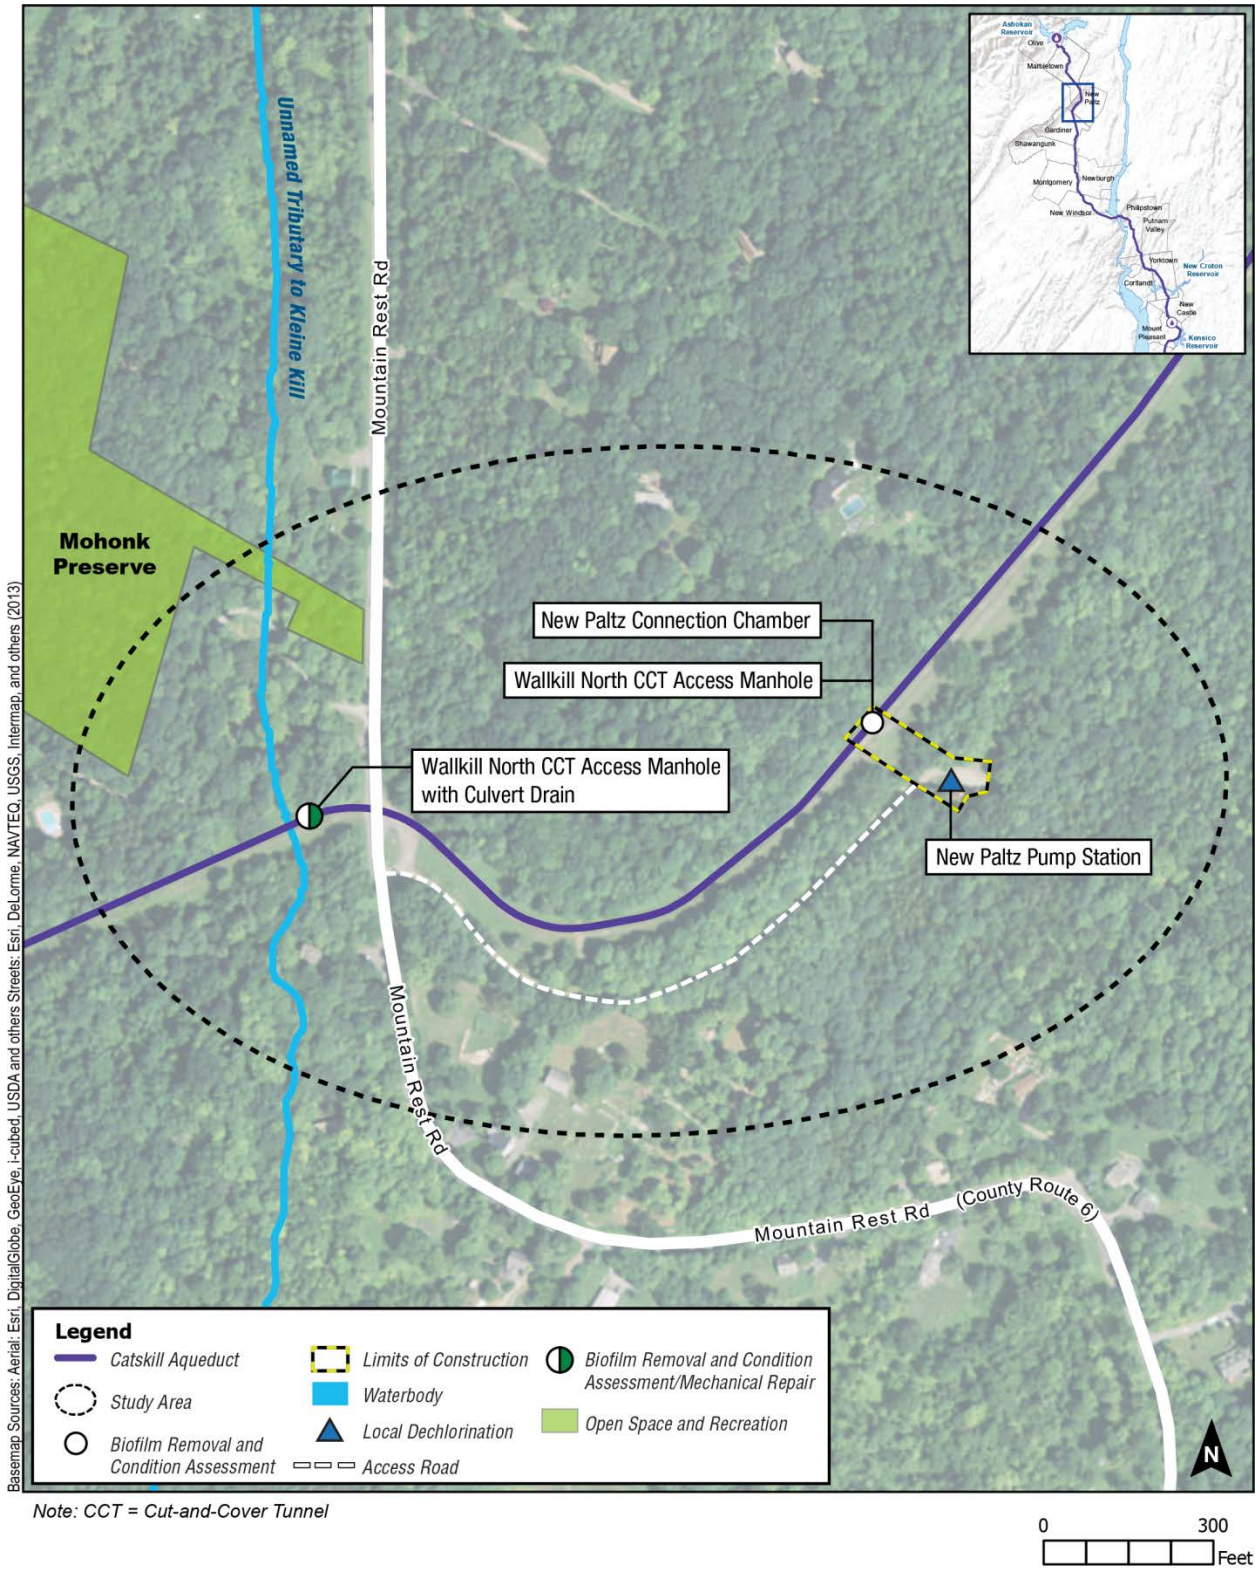 Ashokan
Reservoir
Olive
Marbletown
New
Paltz
Gardiner
Shawangunk
Montgomery
Newburgh
New Windsor
Philipstown
Putnam
Valley
Yorktown
New Croton
Reservoir
Cortlandt
New
Castle
Mount
Pleasant
Kensico
Reservoir
Unnamed Tributary to Kleine Kill
Mountain Rest Rd
Mohonk
Preserve
New Paltz Connection Chamber
Wallkill North CCT Access Manhole
Wallkill North CCT Access Manhole
with Culvert Drain
New Paltz Pump Station
Mountain Rest Rd
Mountain Rest Rd (County Route 6)
Basemap Sources: Aerial: Esri, DigitalGlobe, GeoEye, i-cubed, USDA and others Streets: Esri, DeLorme, NAVTEQ, USGS, Intermap, and others (2013)
Legend
Catskill Aqueduct
Study Area
Biofilm Removal and
Condition Assessment
Limits of Construction
Waterbody
Local Dechlorination
Access Road
Biofilm Removal and Condition
Assessment/Mechanical Repair
Open Space and Recreation
N
Note: CCT = Cut-and-Cover Tunnel
0 300
Feet